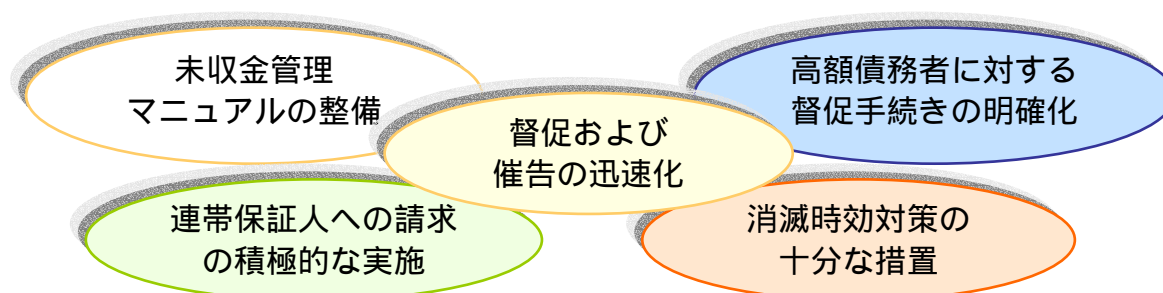 未収金管理
マニュアルの整備
高額債務者に対する
督促手続きの明確化
督促および
催告の迅速化
連帯保証人への請求
の積極的な実施
消滅時効対策の
十分な措置